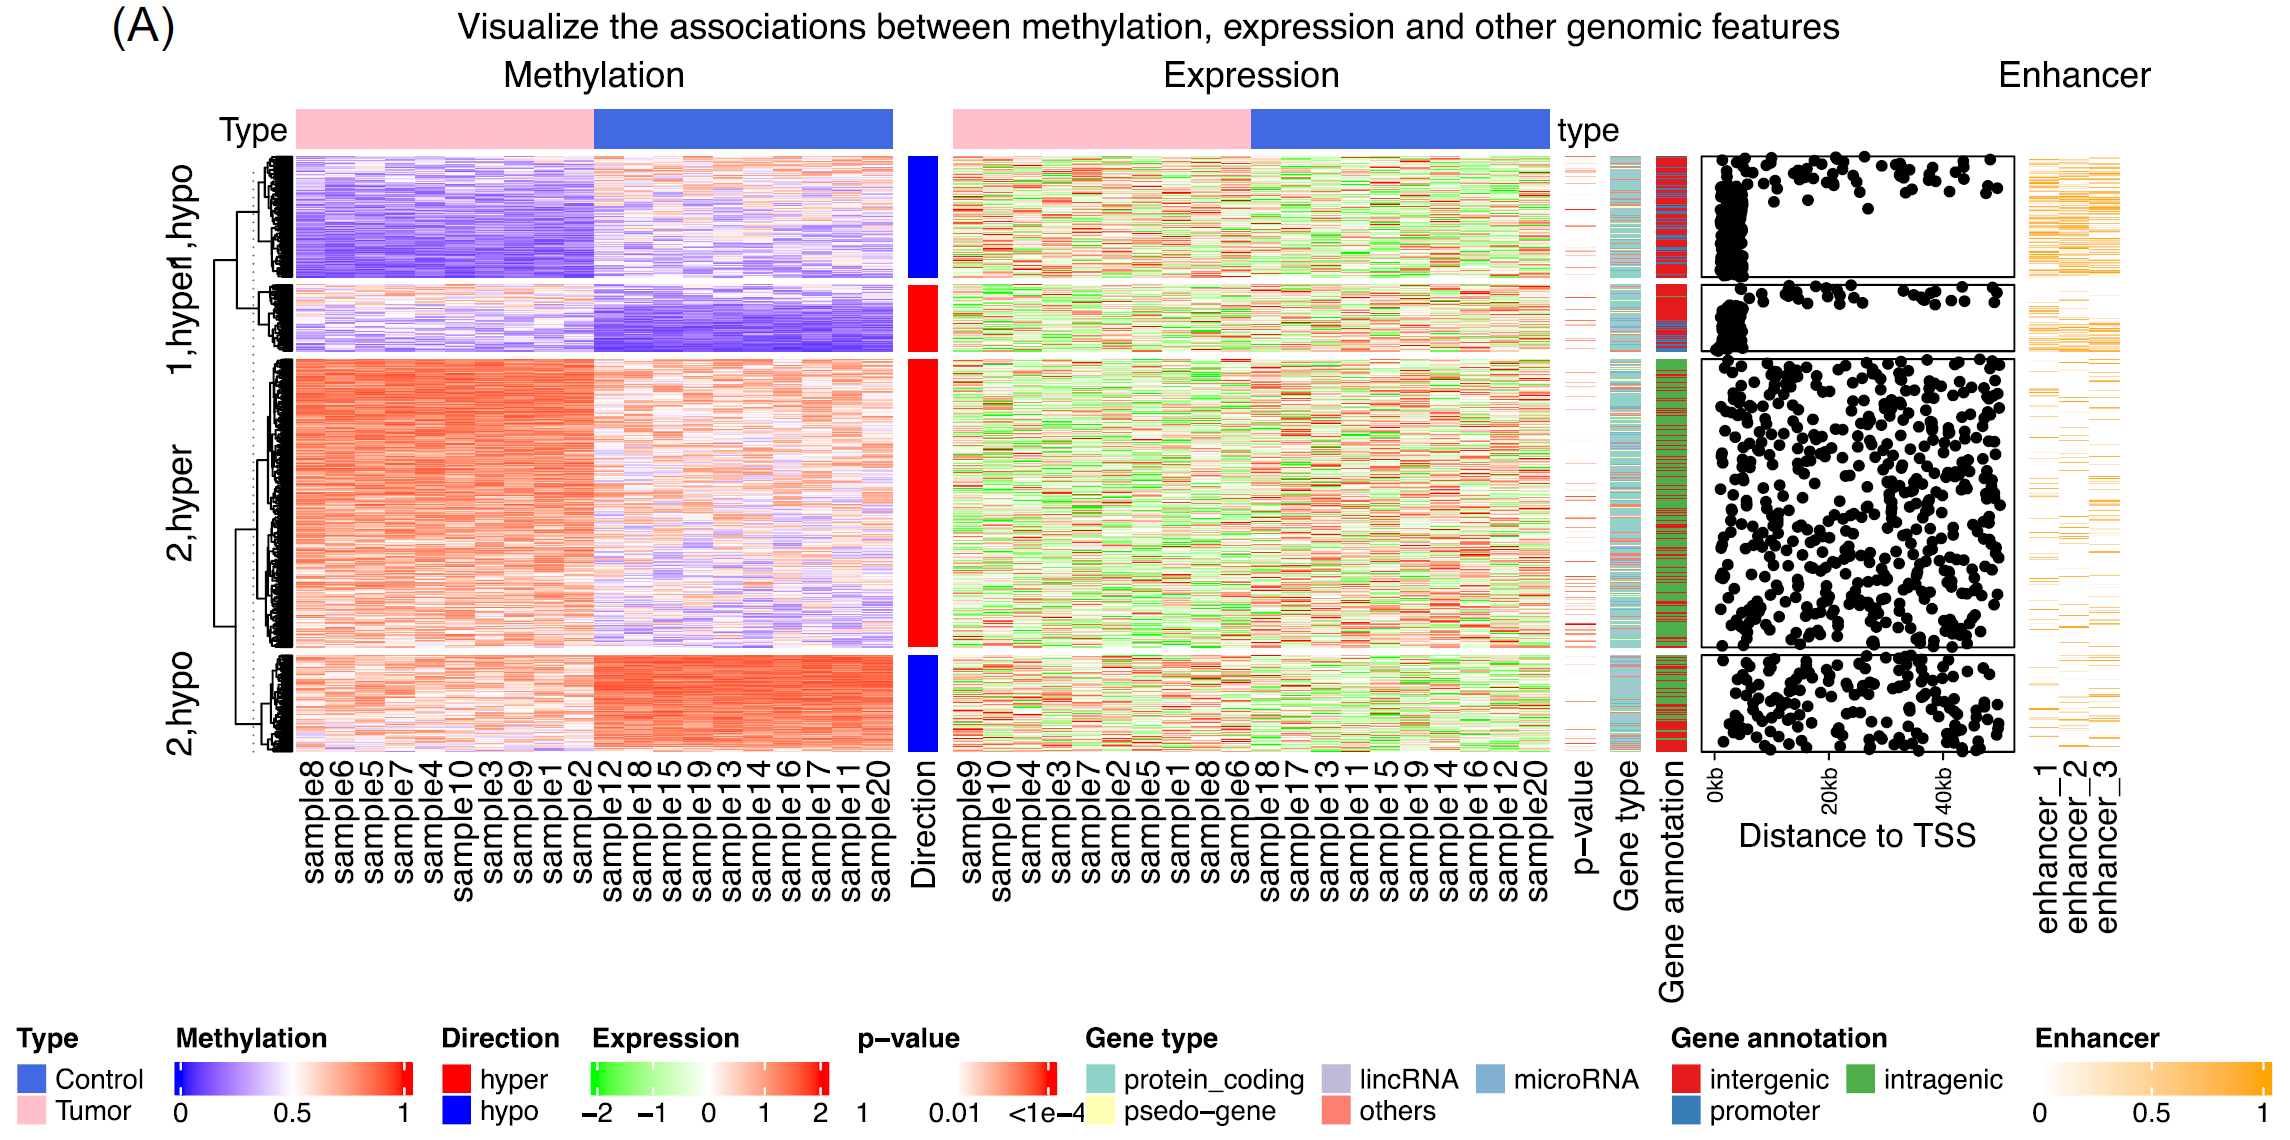 (A)
Visualize the associations between methylation, expression and other genomic features
Methylation
Expression
Enhancer
Type
type
1,hypo
1,hyper
2,hyper
2,hypo
sample8
sample6
sample5
sample7
sample4
sample10
sample3
sample9
sample1
sample2
sample12
sample18
sample15
sample19
sample13
sample14
sample16
sample17
sample11
sample20
Direction
sample9
sample10
sample4
sample3
sample7
sample2
sample5
sample1
sample8
sample6
sample18
sample17
sample13
sample11
sample15
sample19
sample14
sample16
sample12
sample20
p−value
Gene type
Gene annotation
0kb
20kb
40kb
Distance to TSS
enhancer_1
enhancer_2
enhancer_3
Type
Control
Tumor
Methylation
0 0.5 1
Direction
hyper
hypo
Expression
−2 −1 0 1 2
p−value
1 0.01 <1e−4
Gene type
protein_coding
lincRNA
microRNA
psedo−gene
others
Gene annotation
intergenic
intragenic
promoter
Enhancer
0 0.5 1